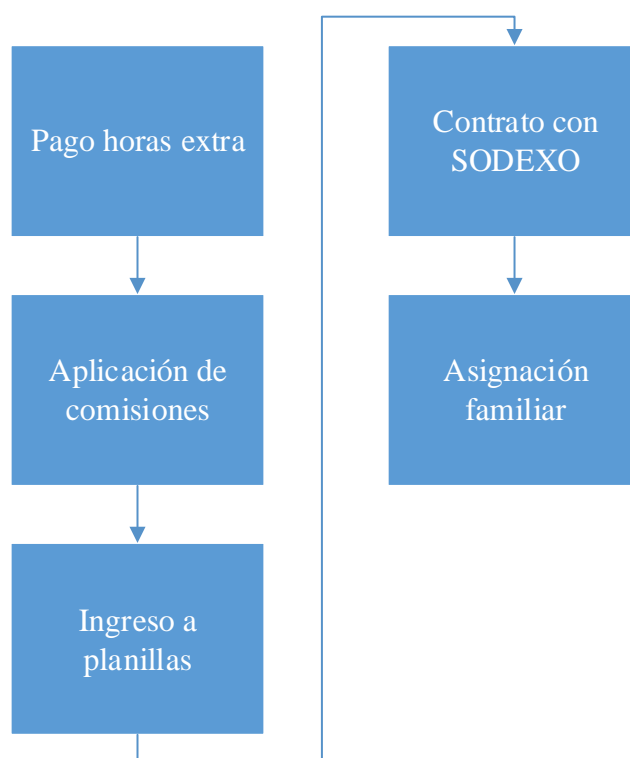 Pago horas extra
Aplicación de
comisiones
Ingreso a
planillas
Contrato con
SODEXO
Asignación
familiar